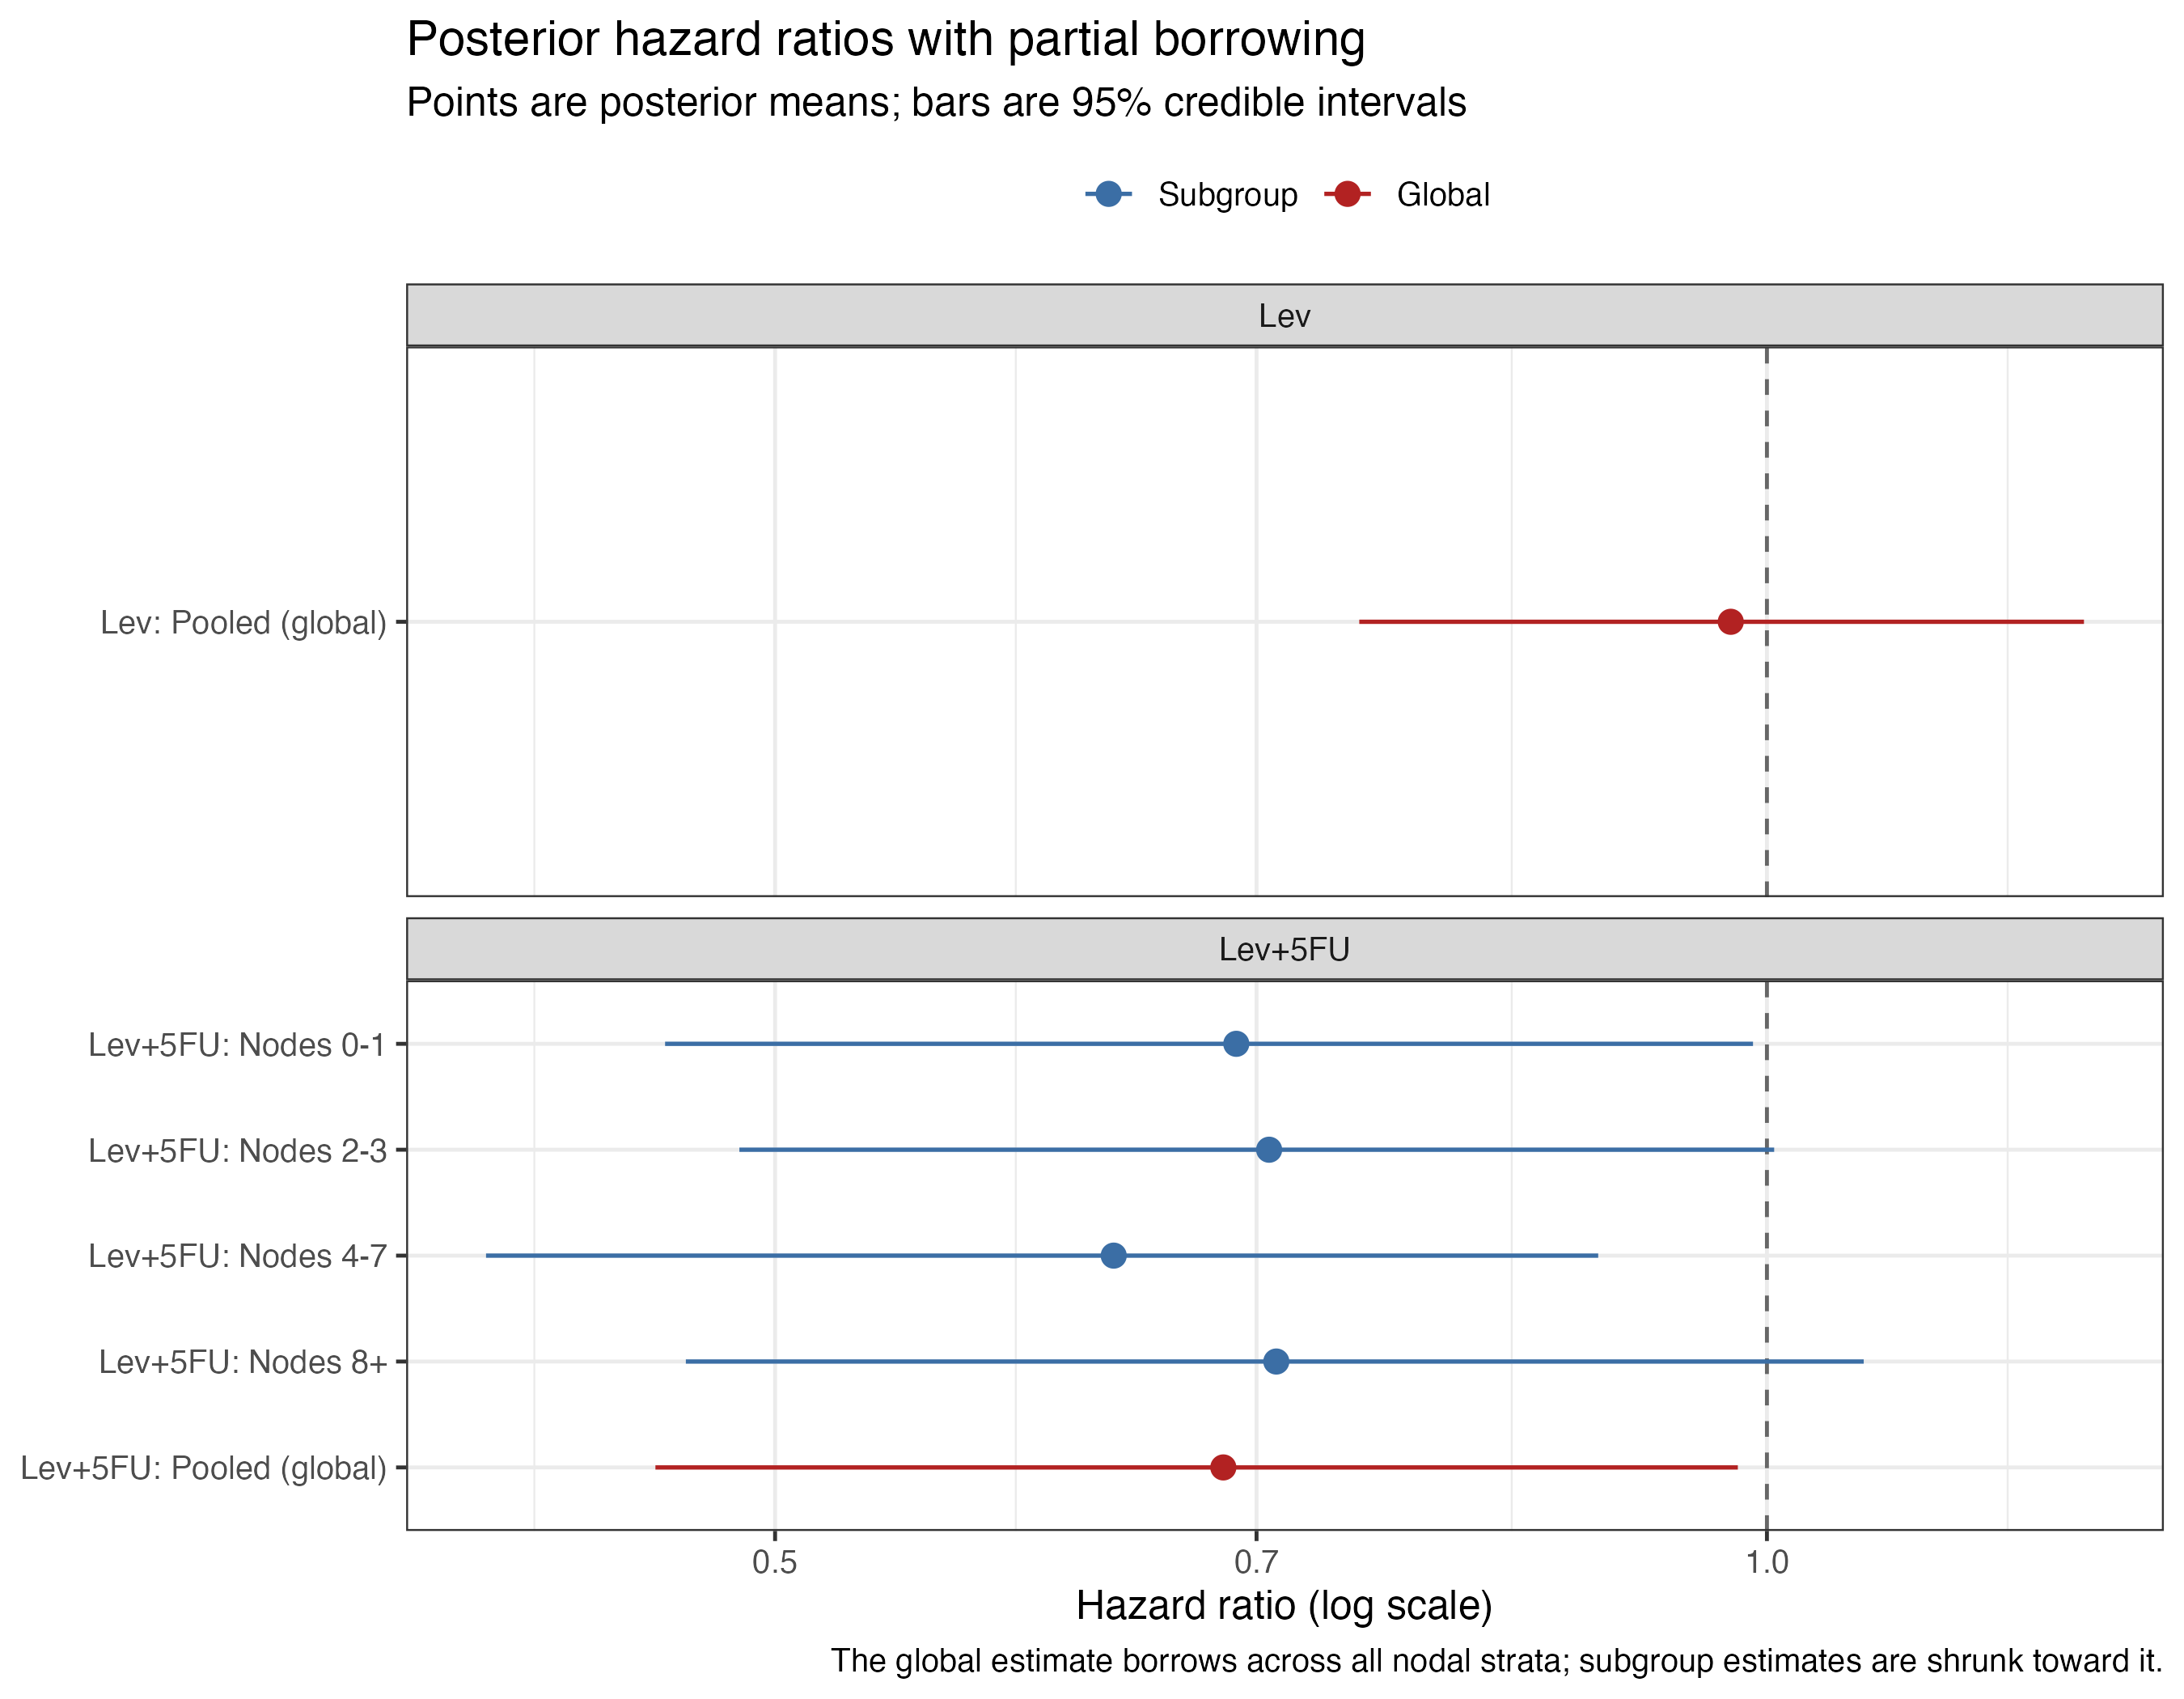 Posterior hazard ratios with partial borrowing
Points are posterior means; bars are 95% credible intervals
Subgroup Global
Lev
Lev: Pooled (global)
Lev+5FU
Lev+5FU: Nodes 0-1
Lev+5FU: Nodes 2-3
Lev+5FU: Nodes 4-7
Lev+5FU: Nodes 8+
Lev+5FU: Pooled (global)
0.5 0.7 1.0
Hazard ratio (log scale)
The global estimate borrows across all nodal strata; subgroup estimates are shrunk toward it.